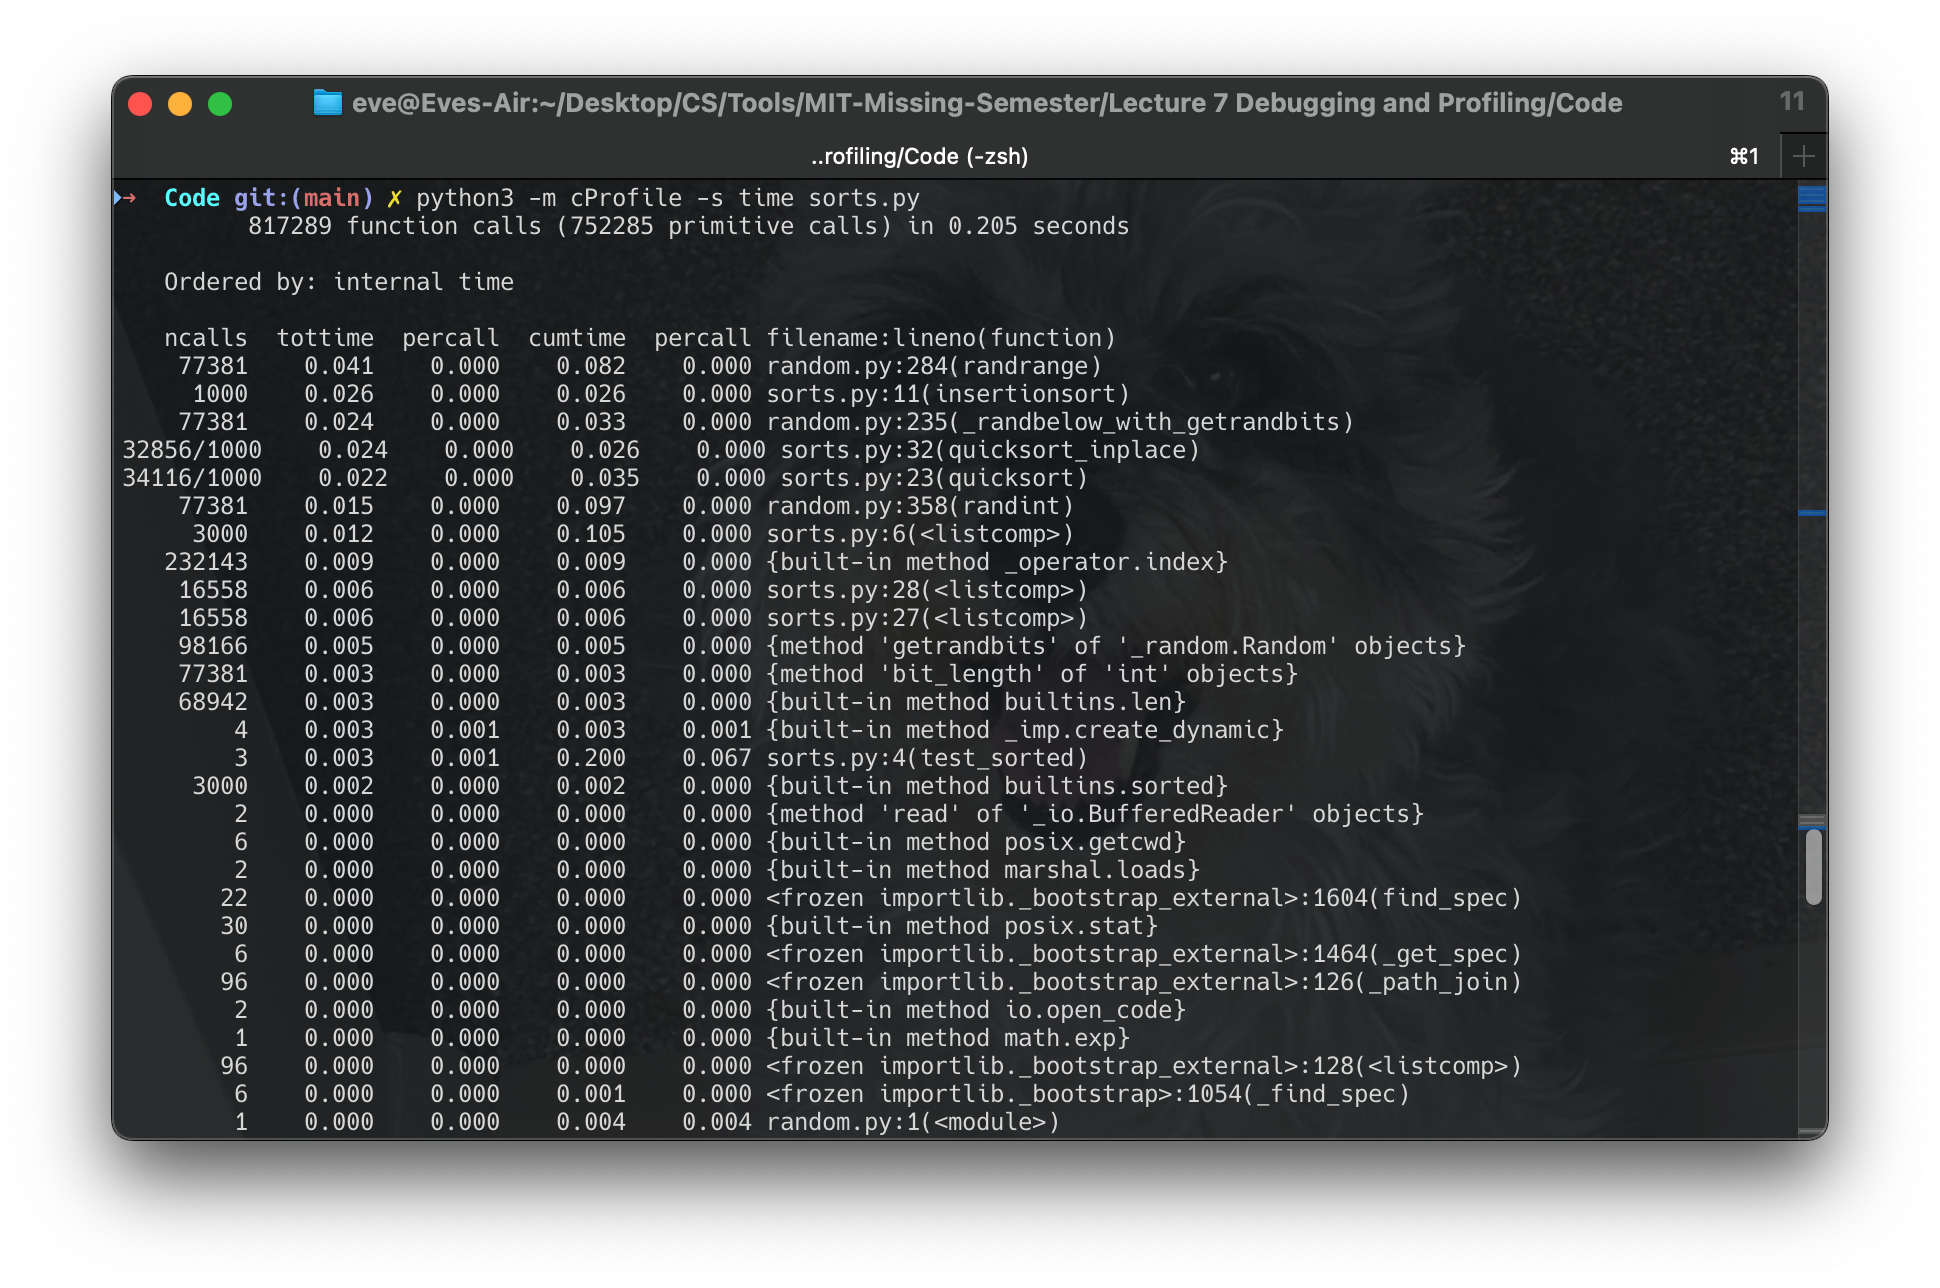 eve@Eves-Air:~/Desktop/CS/Tools/MIT-Missing-Semester/Lecture 7 Debugging and Profiling/Code
11
..rofiling/Code (-zsh)
⌘1
→ Code git:(main) ✗ python3 -m cProfile -s time sorts.py
817289 function calls (752285 primitive calls) in 0.205 seconds
Ordered by: internal time
ncalls tottime percall cumtime percall filename:lineno(function)
77381 0.041 0.000 0.082 0.000 random.py:284(randrange)
1000 0.026 0.000 0.026 0.000 sorts.py:11(insertionsort)
77381 0.024 0.000 0.033 0.000 random.py:235(_randbelow_with_getrandbits)
32856/1000 0.024 0.000 0.026 0.000 sorts.py:32(quicksort_inplace)
34116/1000 0.022 0.000 0.035 0.000 sorts.py:23(quicksort)
77381 0.015 0.000 0.097 0.000 random.py:358(randint)
3000 0.012 0.000 0.105 0.000 sorts.py:6(<listcomp>)
232143 0.009 0.000 0.009 0.000 {built-in method _operator.index}
16558 0.006 0.000 0.006 0.000 sorts.py:28(<listcomp>)
16558 0.006 0.000 0.006 0.000 sorts.py:27(<listcomp>)
98166 0.005 0.000 0.005 0.000 {method 'getrandbits' of '_random.Random' objects}
77381 0.003 0.000 0.003 0.000 {method 'bit_length' of 'int' objects}
68942 0.003 0.000 0.003 0.000 {built-in method builtins.len}
4 0.003 0.001 0.003 0.001 {built-in method _imp.create_dynamic}
3 0.003 0.001 0.200 0.067 sorts.py:4(test_sorted)
3000 0.002 0.000 0.002 0.000 {built-in method builtins.sorted}
2 0.000 0.000 0.000 0.000 {method 'read' of '_io.BufferedReader' objects}
6 0.000 0.000 0.000 0.000 {built-in method posix.getcwd}
2 0.000 0.000 0.000 0.000 {built-in method marshal.loads}
22 0.000 0.000 0.000 0.000 <frozen importlib._bootstrap_external>:1604(find_spec)
30 0.000 0.000 0.000 0.000 {built-in method posix.stat}
6 0.000 0.000 0.000 0.000 <frozen importlib._bootstrap_external>:1464(_get_spec)
96 0.000 0.000 0.000 0.000 <frozen importlib._bootstrap_external>:126(_path_join)
2 0.000 0.000 0.000 0.000 {built-in method io.open_code}
1 0.000 0.000 0.000 0.000 {built-in method math.exp}
96 0.000 0.000 0.000 0.000 <frozen importlib._bootstrap_external>:128(<listcomp>)
6 0.000 0.000 0.001 0.000 <frozen importlib._bootstrap>:1054(_find_spec)
1 0.000 0.000 0.004 0.004 random.py:1(<module>)